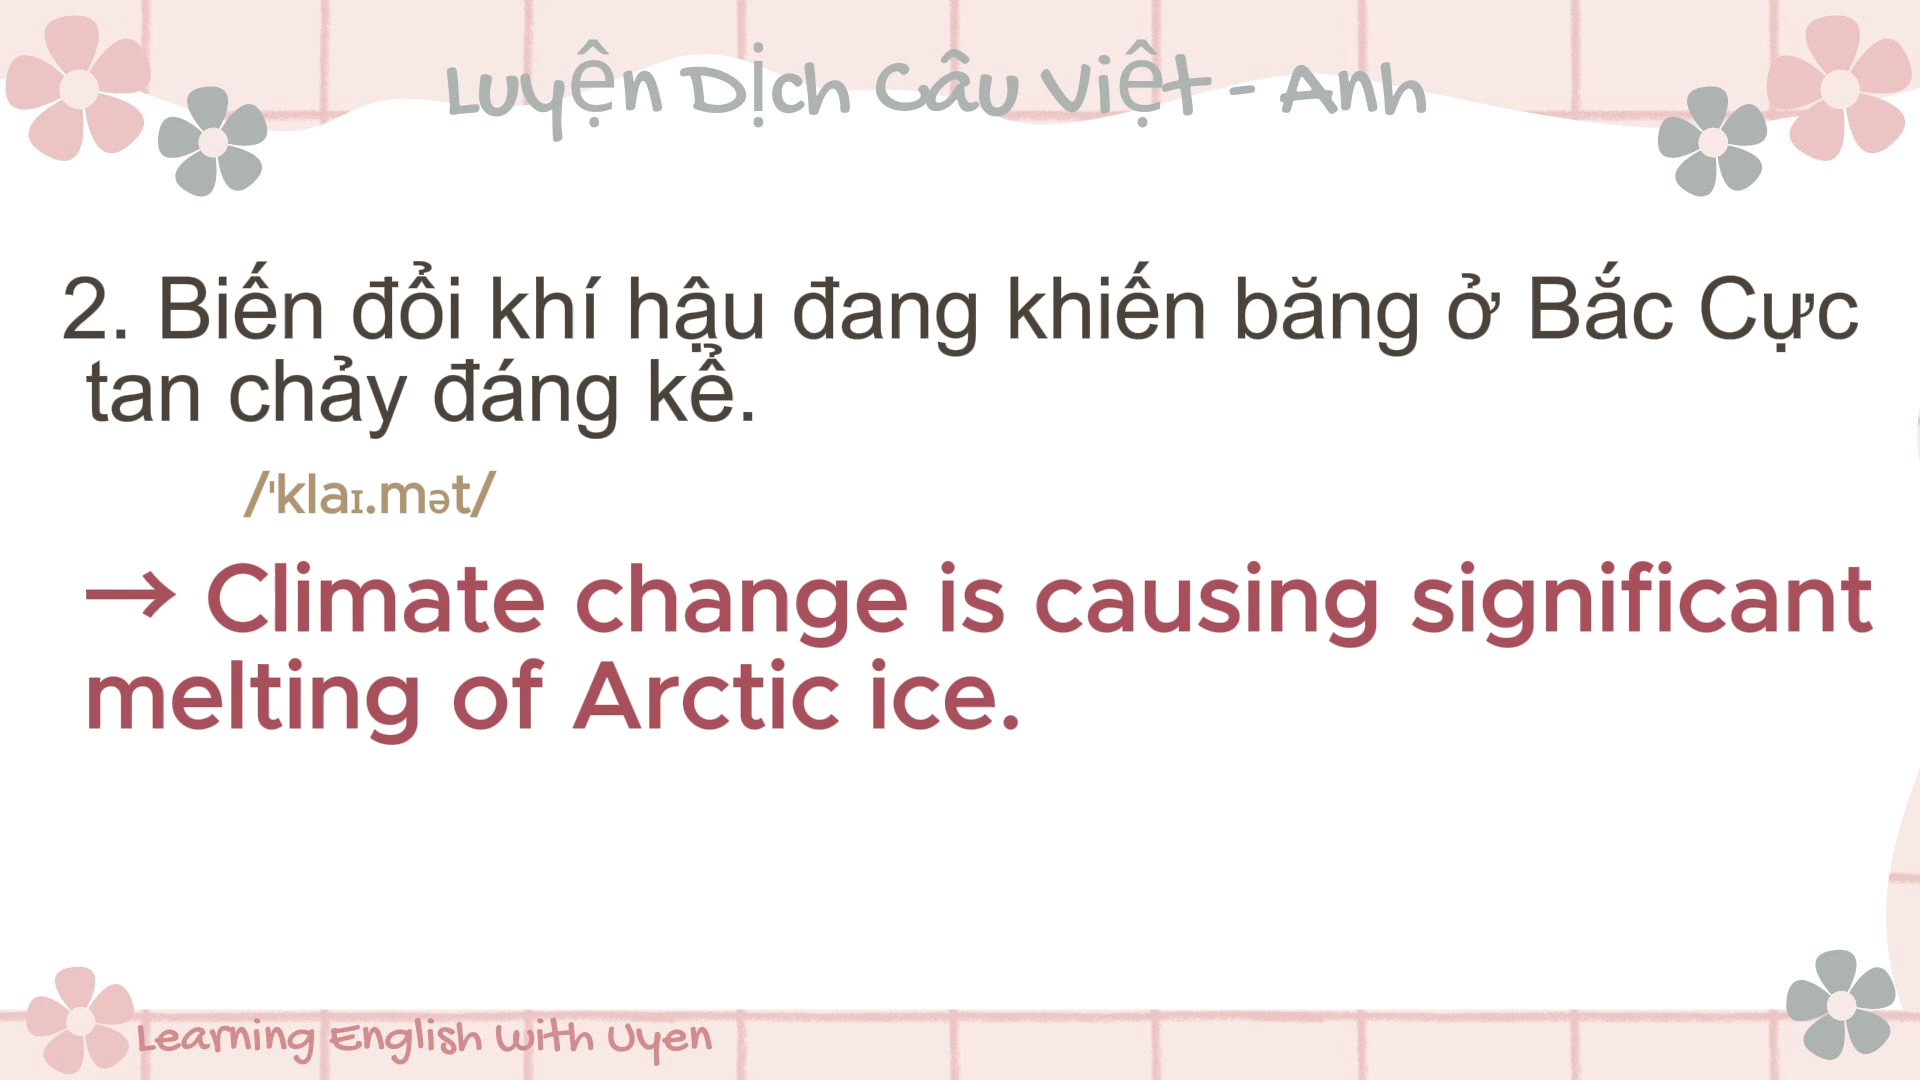 Luyện Dịch Câu Việt - Anh
2. Biến đổi khí hậu đang khiến băng ở Bắc Cực
tan chảy đáng kể.
/ˈklaɪ.mət/
→ Climate change is causing significant
melting of Arctic ice.
Learning English With Uyen